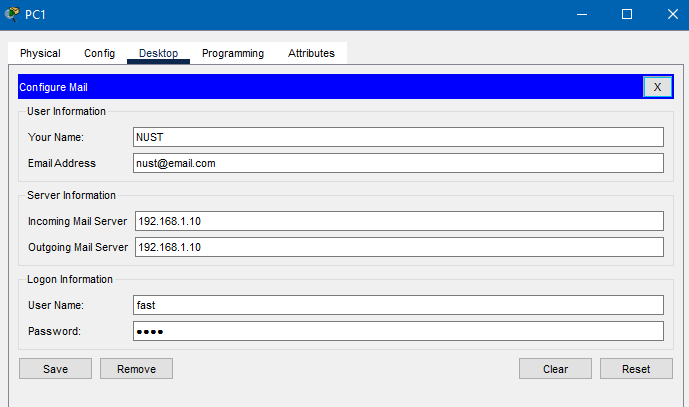 PC1
Physical Config Desktop Programming Attributes
Configure Mail X
User Information
Your Name: NUST
Email Address nust@email.com
Server Information
Incoming Mail Server 192.168.1.10
Outgoing Mail Server 192.168.1.10
Logon Information
User Name: fast
Password: ●●●●
Save Remove Clear Reset